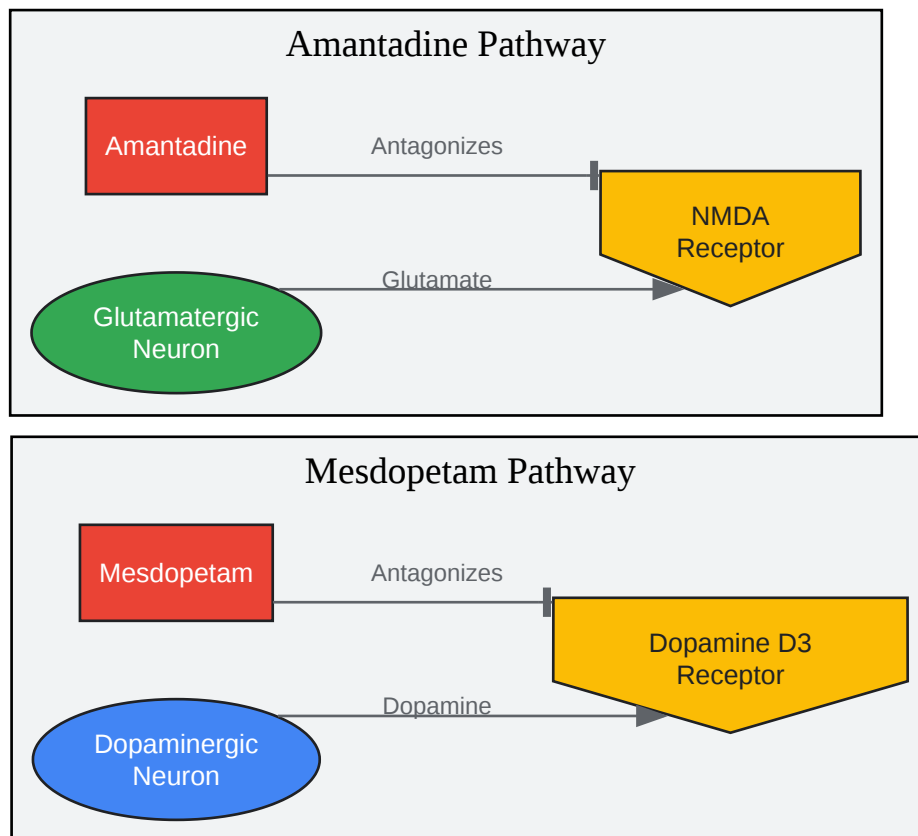 Amantadine Pathway
Amantadine
Antagonizes
NMDA
Receptor
Glutamate
Glutamatergic
Neuron
Mesdopetam Pathway
Mesdopetam
Antagonizes
Dopamine D3
Receptor
Dopamine
Dopaminergic
Neuron